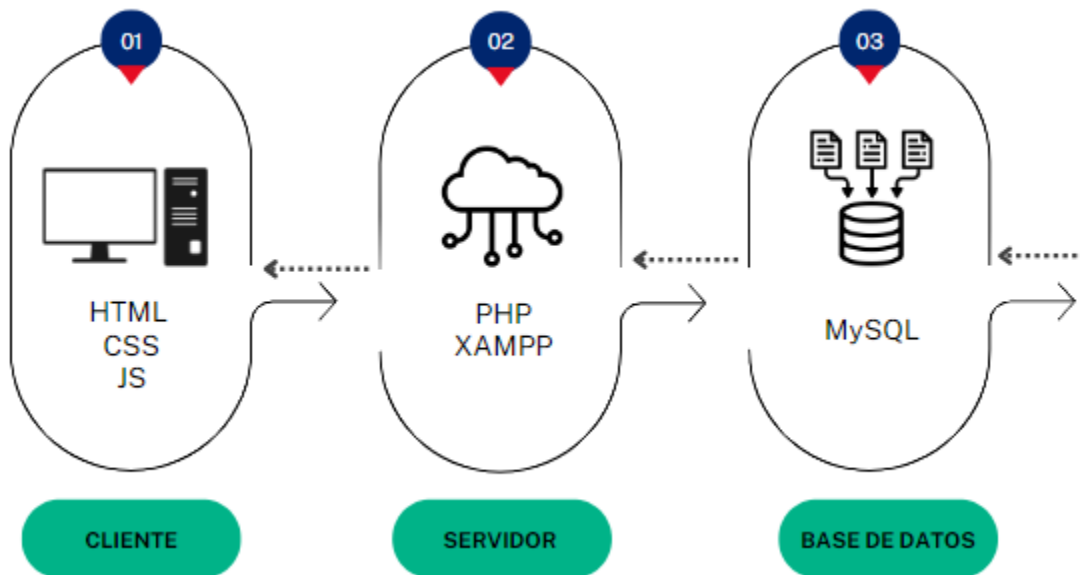 01
HTML
CSS
JS
CLIENTE
02
PHP
XAMPP
SERVIDOR
03
MySQL
BASE DE DATOS